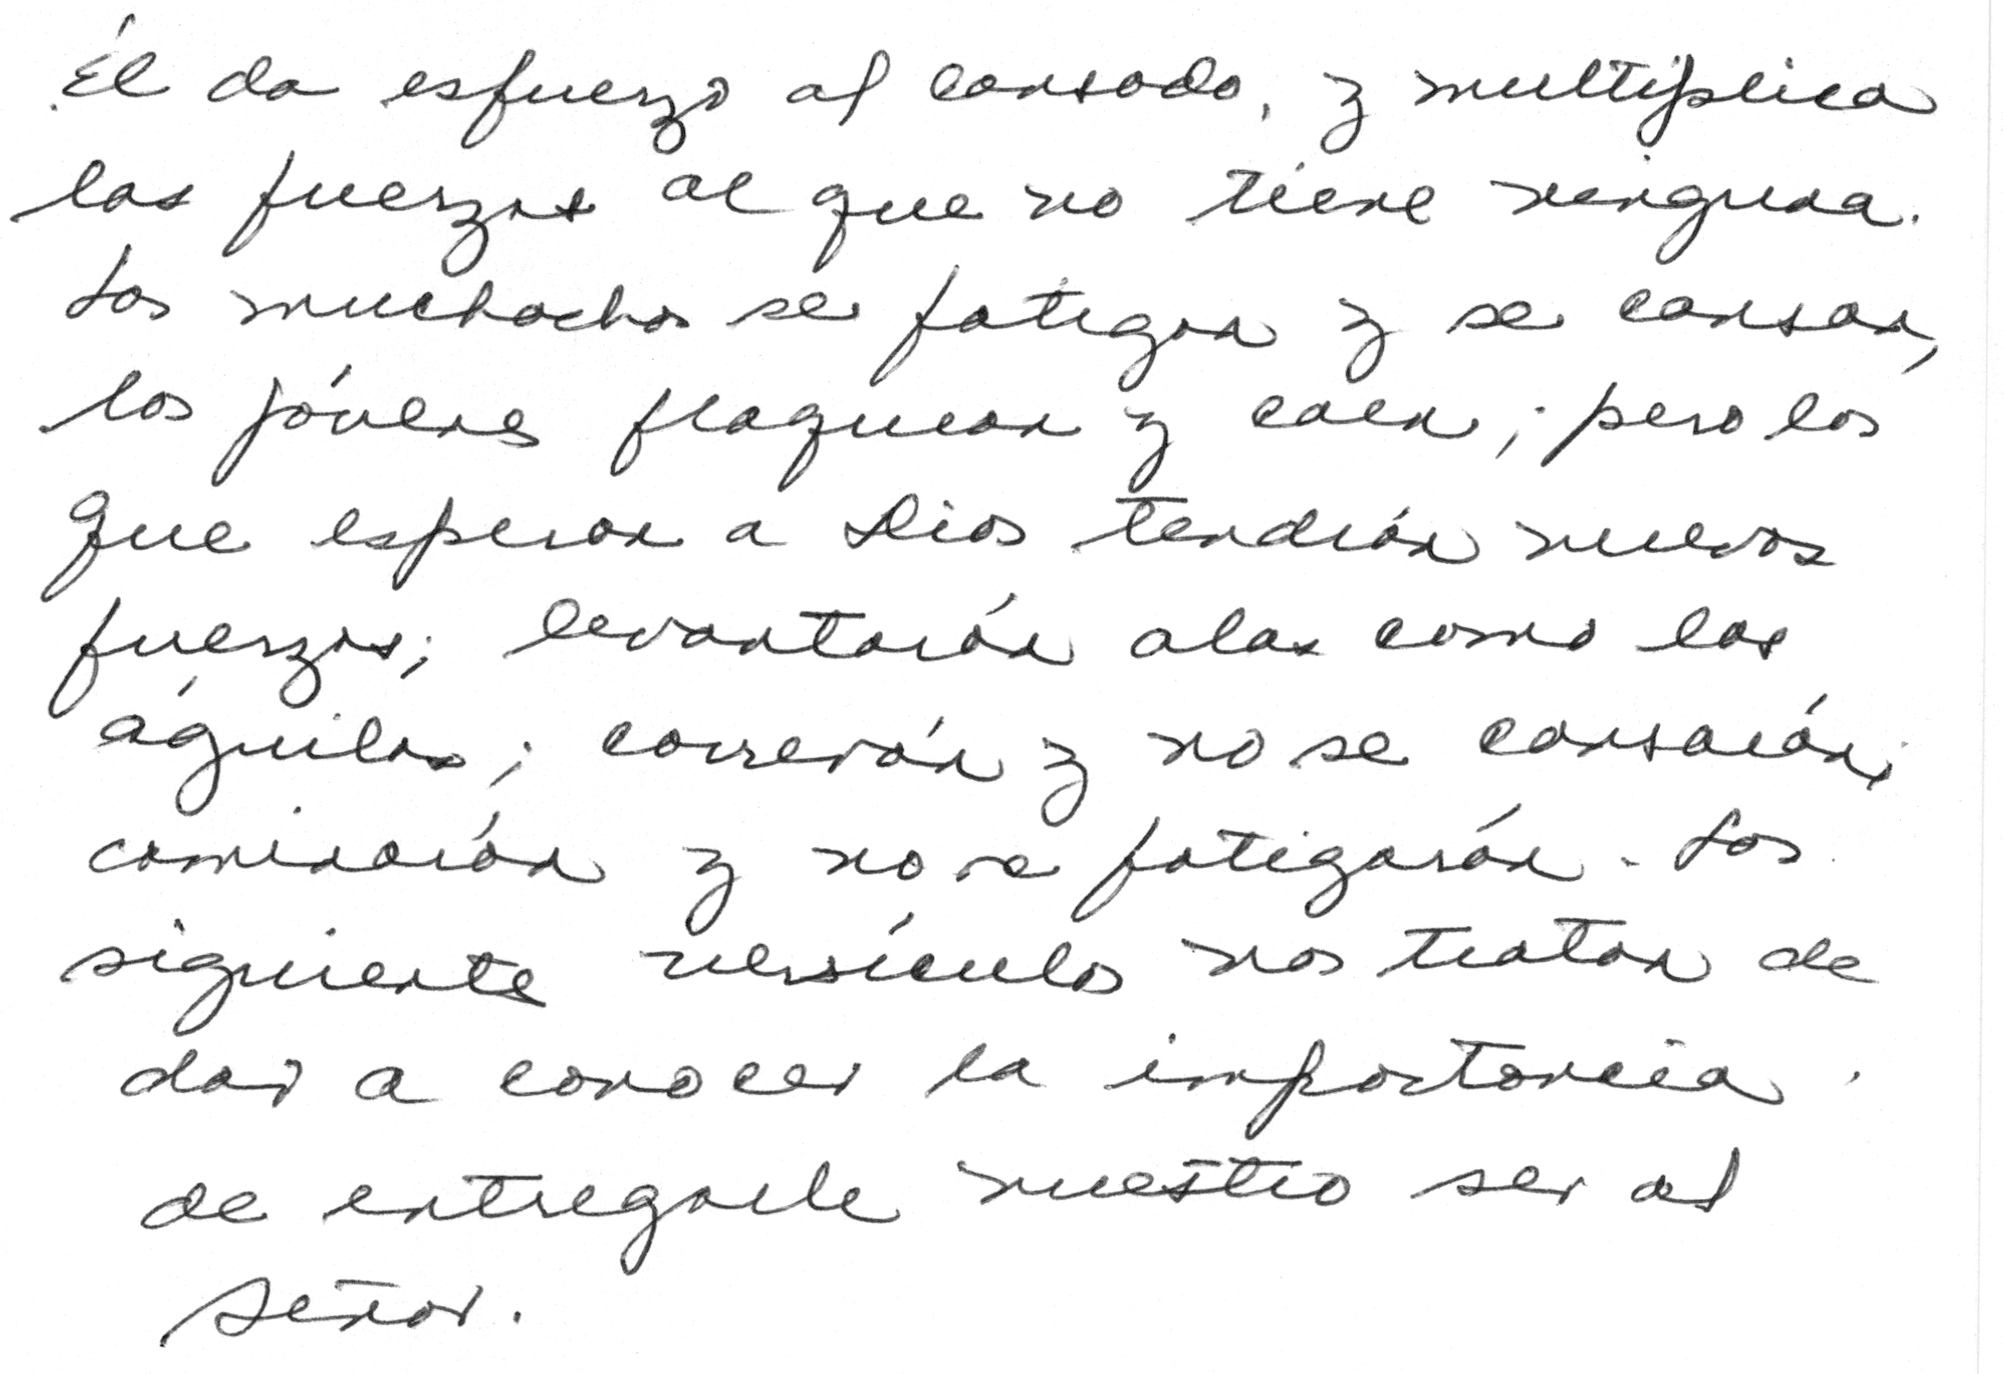 Él da esfuerzo al cansado, y multiplica
las fuerzas al que no tiene ninguna.
Los muchachos se fatigan y se cansan,
los jóvenes flaquean y caen; pero los
que esperan a Dios tendrán nuevas
fuerzas; levantarán alas como las
águilas; correrán y no se cansarán;
caminarán y no se fatigarán. Los
siguiente versículos nos tratan de
dar a conocer la importancia
de entregarle nuestro ser al
Señor.